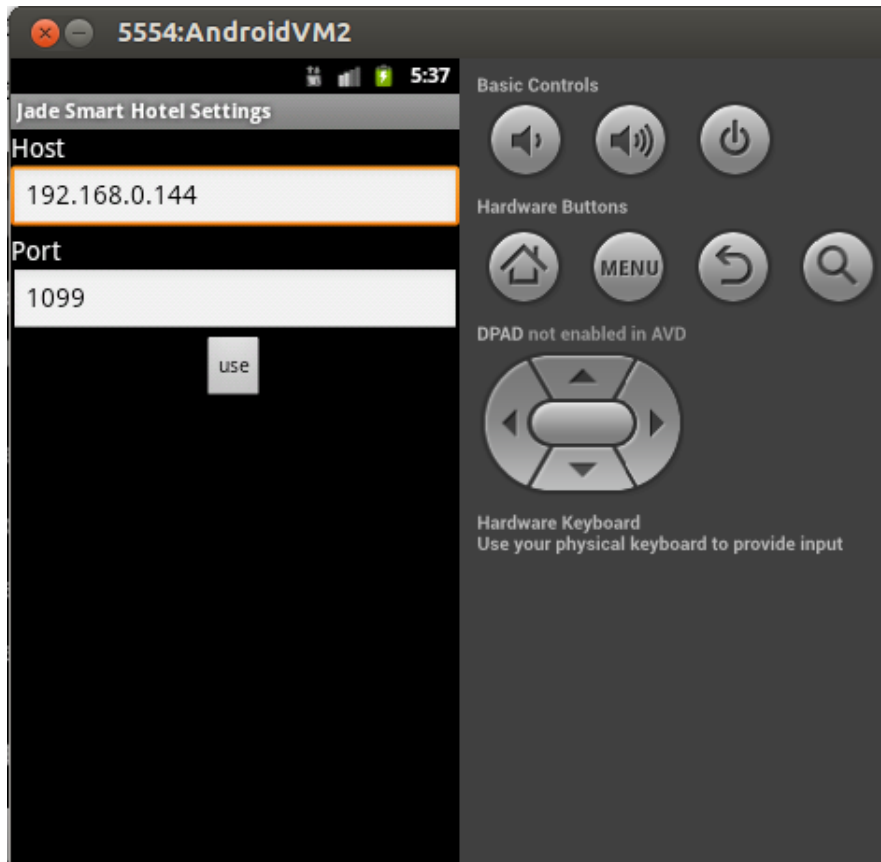 5554:AndroidVM2
5:37
Jade Smart Hotel Settings
Host
192.168.0.144
Port
1099
use
Basic Controls
Hardware Buttons
MENU
DPAD not enabled in AVD
Hardware Keyboard
Use your physical keyboard to provide input